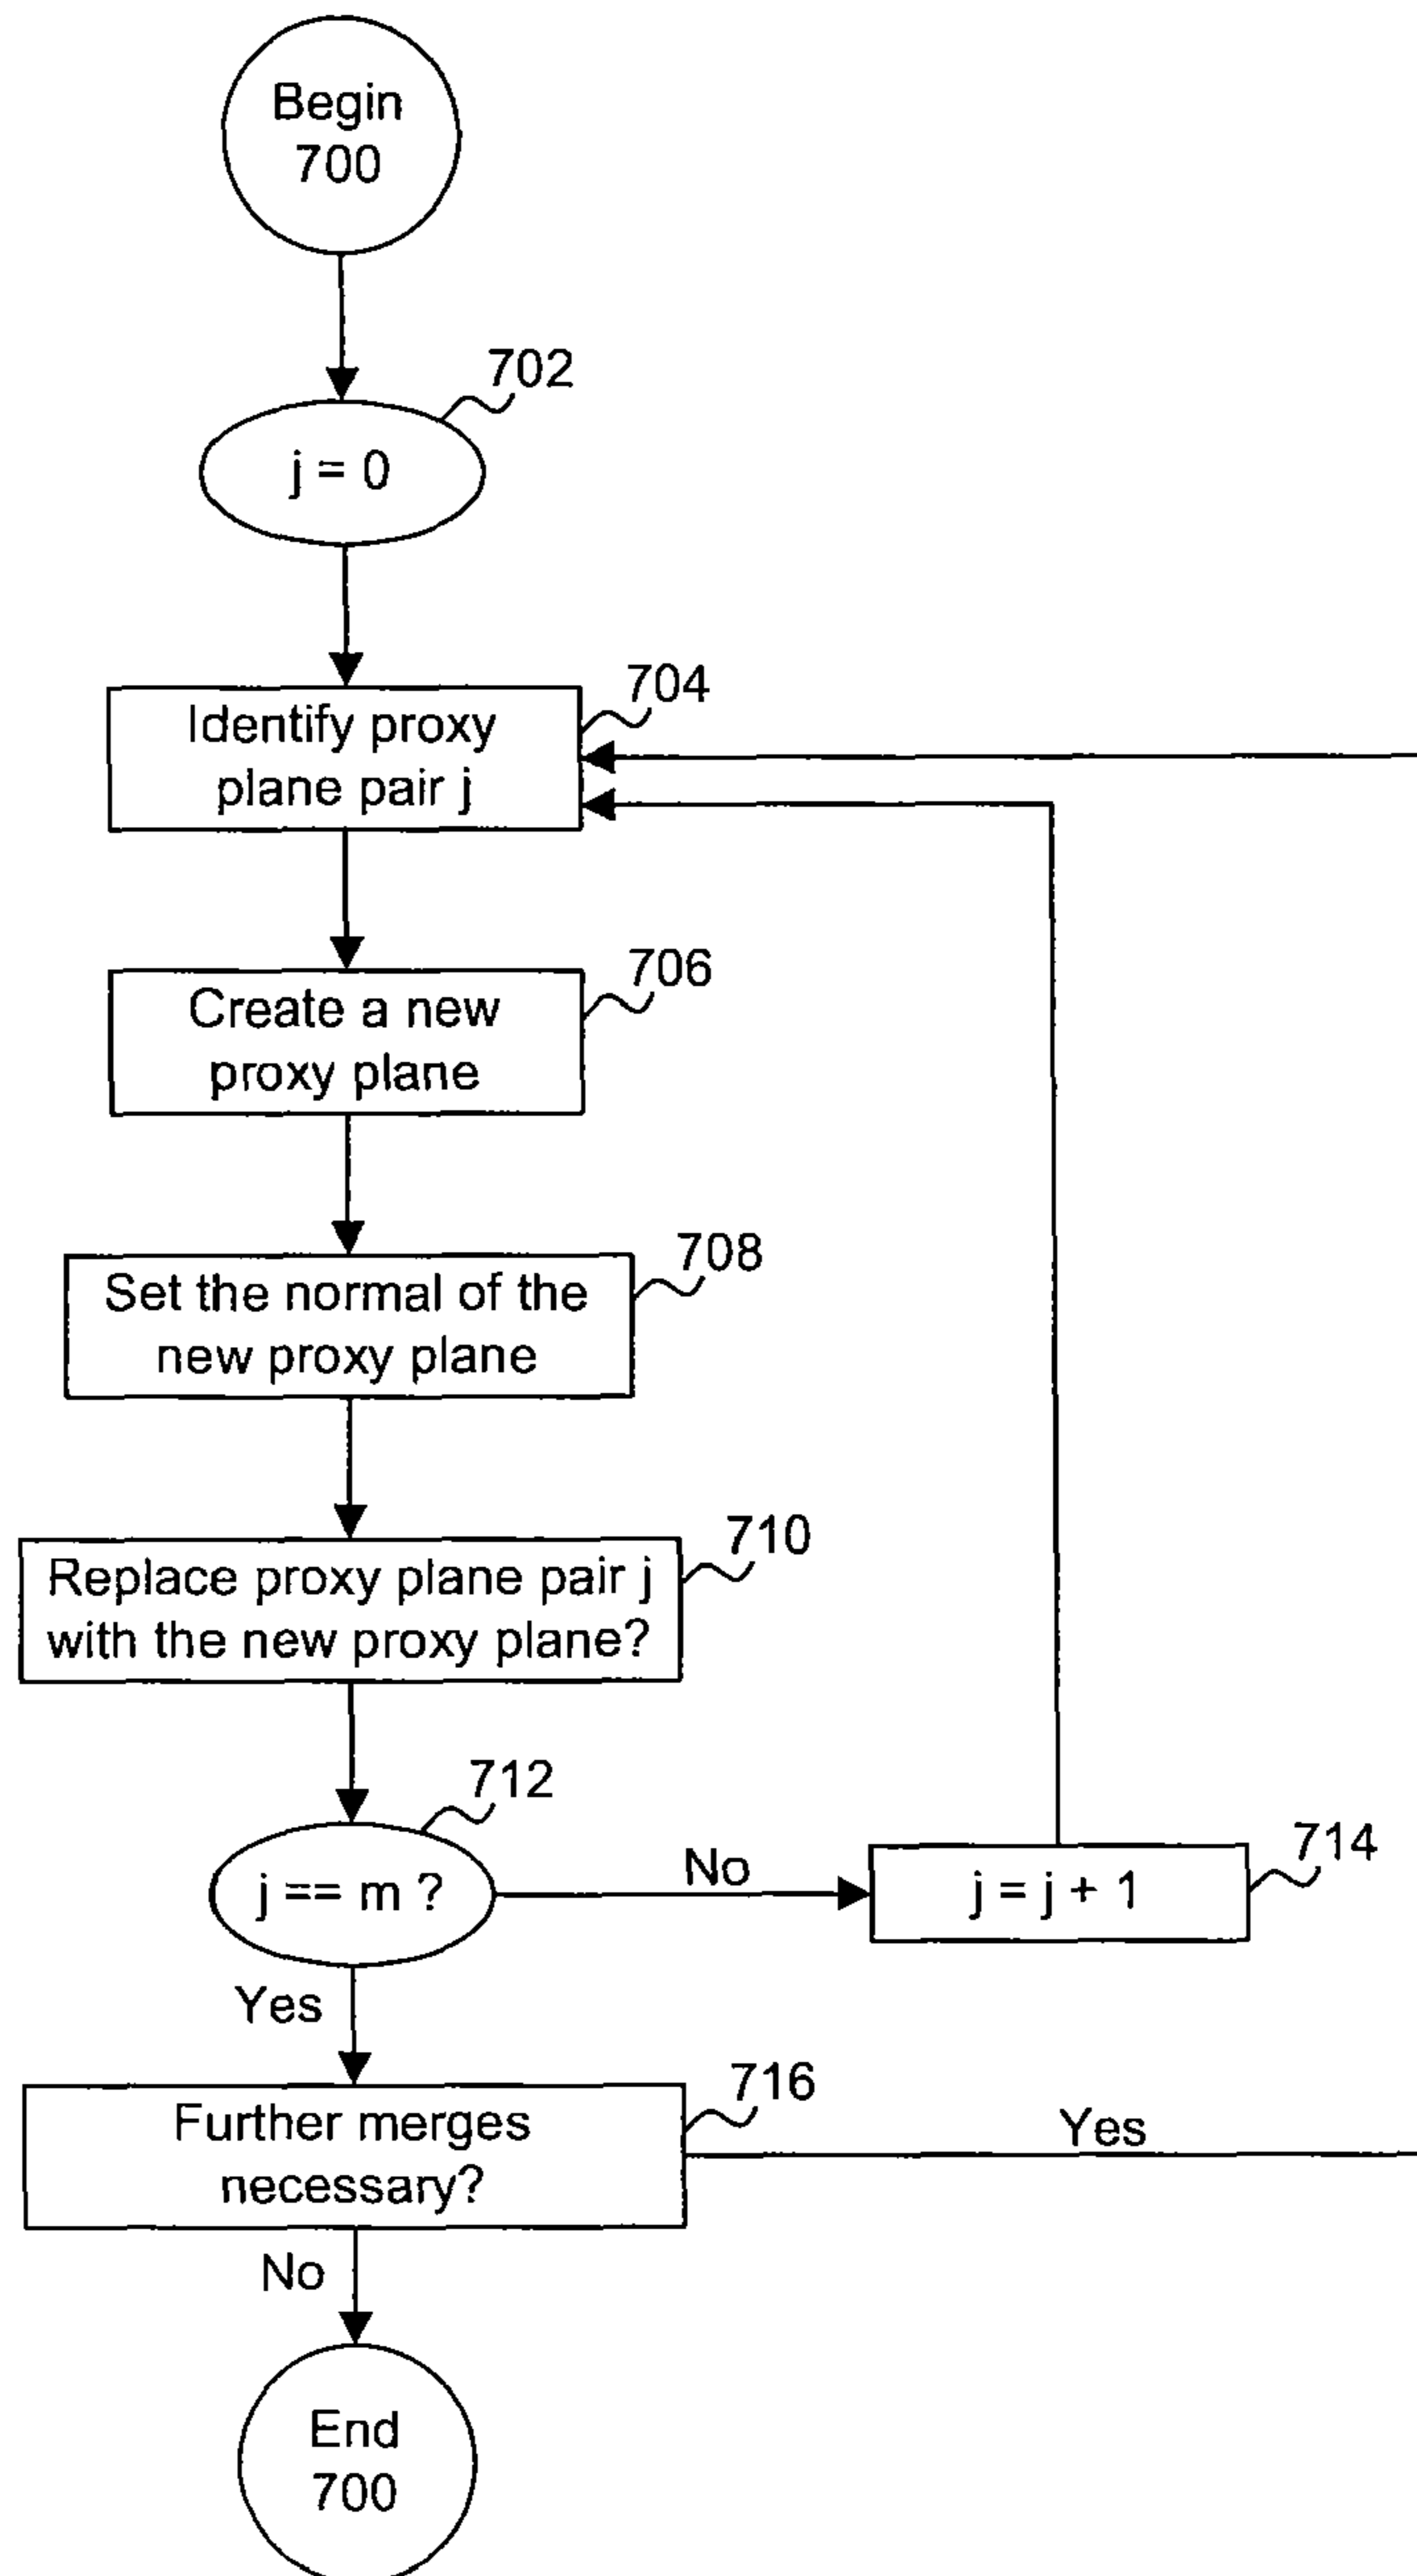 Begin
700
702
j = 0
704
Identify proxy
plane pair j
706
Create a new
proxy plane
708
Set the normal of the
new proxy plane
710
Replace proxy plane pair j
with the new proxy plane?
712
j == m ?
No
714
j = j + 1
Yes
716
Further merges
necessary?
Yes
No
End
700